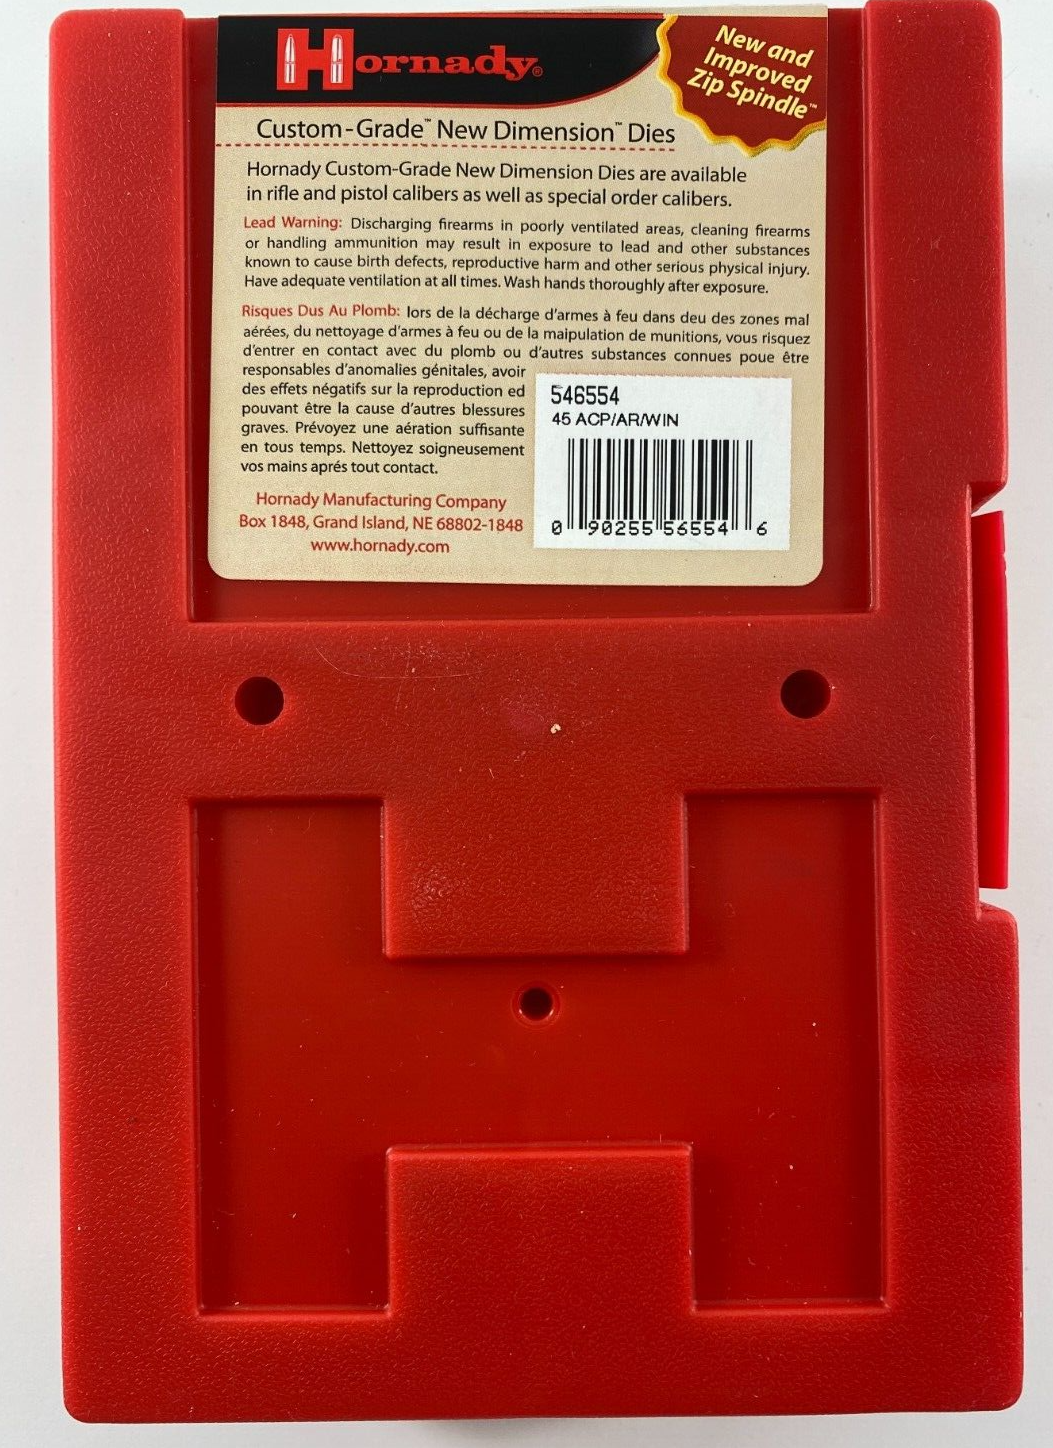 Hornady®
New and
Improved
Zip Spindle™
Custom-Grade™ New Dimension™ Dies
Hornady Custom-Grade New Dimension Dies are available
in rifle and pistol calibers as well as special order calibers.
Lead Warning: Discharging firearms in poorly ventilated areas, cleaning firearms
or handling ammunition may result in exposure to lead and other substances
known to cause birth defects, reproductive harm and other serious physical injury.
Have adequate ventilation at all times. Wash hands thoroughly after exposure.
Risques Dus Au Plomb: lors de la décharge d'armes à feu dans deu des zones mal
aérées, du nettoyage d'armes à feu ou de la maipulation de munitions, vous risquez
d'entrer en contact avec du plomb ou d'autres substances connues poue être
responsables d'anomalies génitales, avoir
des effets négatifs sur la reproduction ed
pouvant être la cause d'autres blessures
graves. Prévoyez une aération suffisante
en tous temps. Nettoyez soigneusement
vos mains aprés tout contact.
Hornady Manufacturing Company
Box 1848, Grand Island, NE 68802-1848
www.hornady.com
546554
45 ACP/AR/WIN
0 90255 56554 6